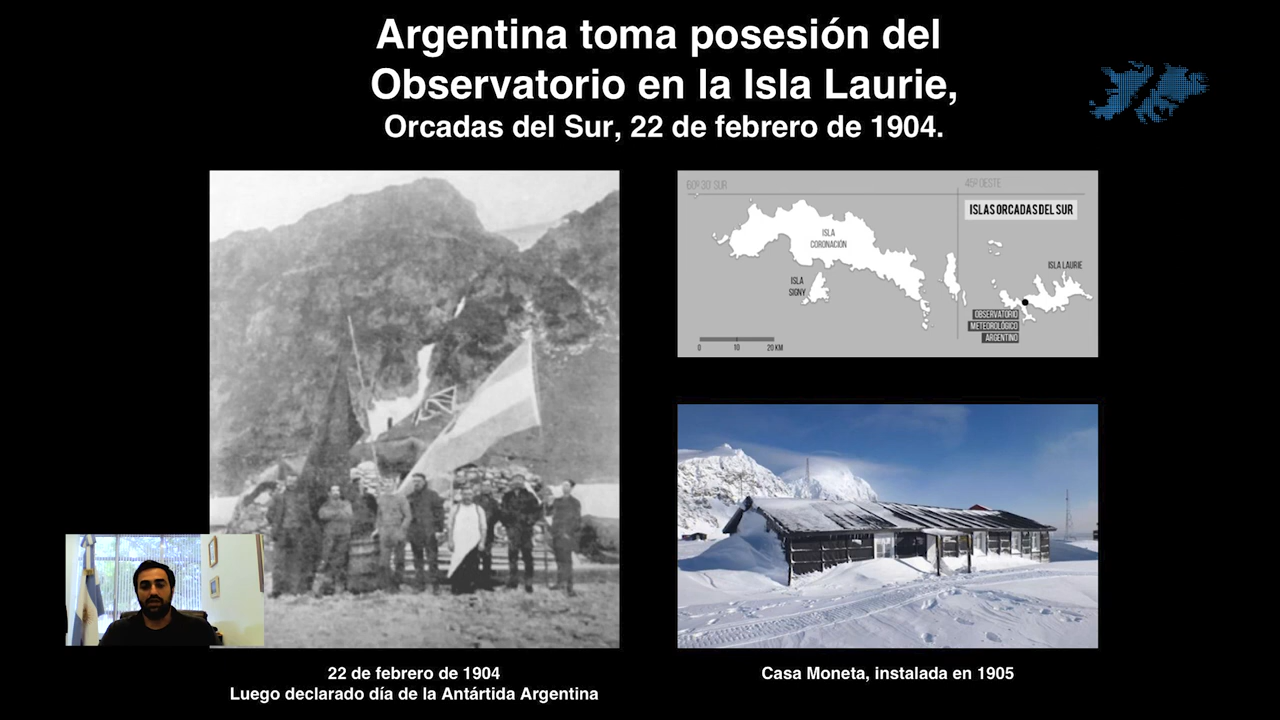 Argentina toma posesión del
Observatorio en la Isla Laurie,
Orcadas del Sur, 22 de febrero de 1904.
60º 30' SUR
45º OESTE
ISLAS ORCADAS DEL SUR
ISLA
CORONACIÓN
ISLA
SIGNY
ISLA LAURIE
OBSERVATORIO
METEOROLÓGICO
ARGENTINO
0 10 20 KM
22 de febrero de 1904
Luego declarado día de la Antártida Argentina
Casa Moneta, instalada en 1905